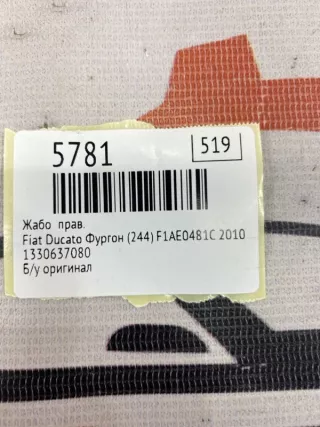 5781
519
Жабо прав.
Fiat Ducato Фургон (244) F1AE0481C 2010
1330637080
Б/у оригинал